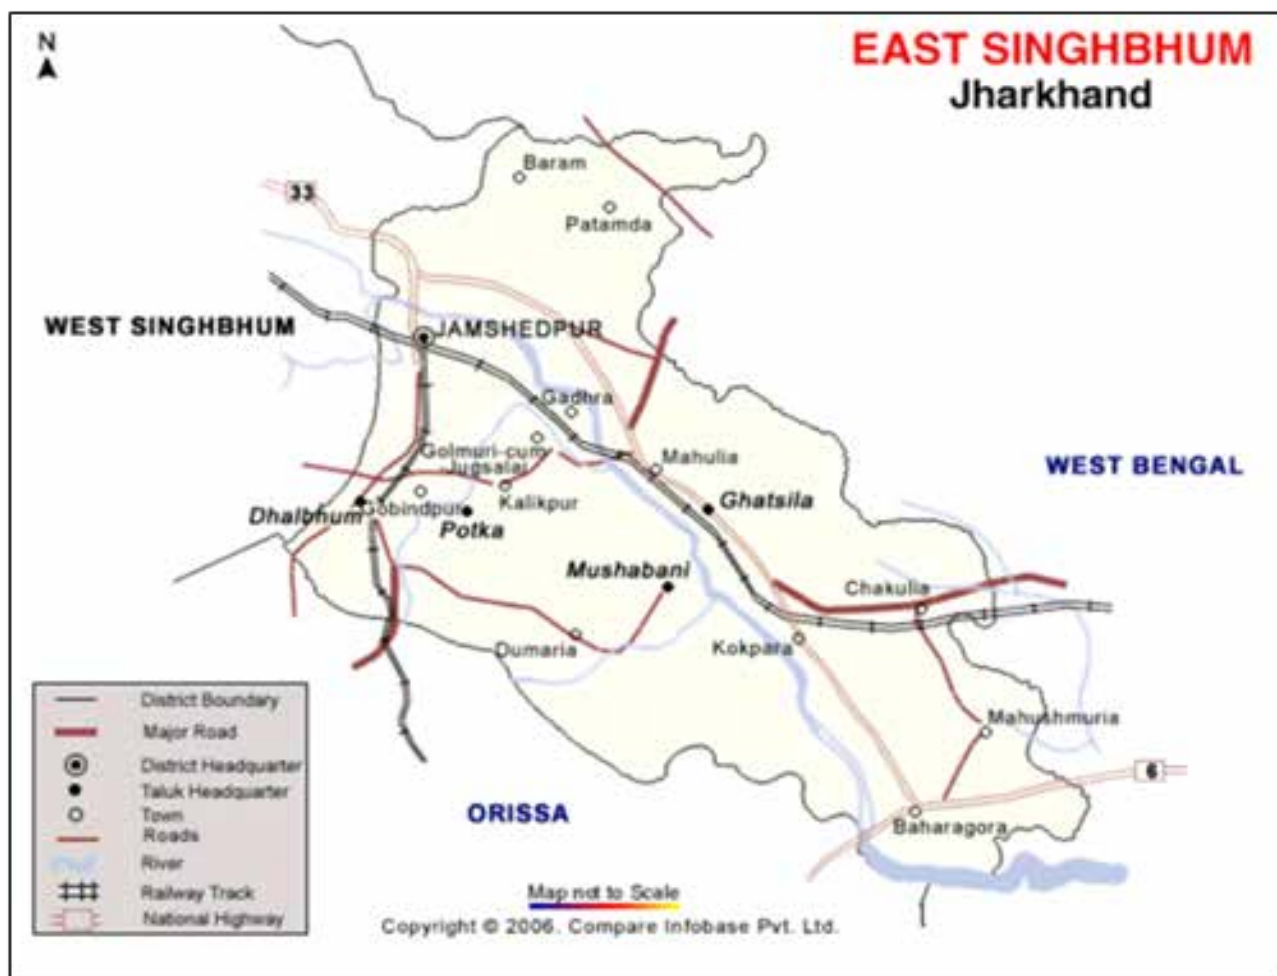 N
EAST SINGHBHUM
Jharkhand
Baram
33
Patamda
WEST SINGHBHUM
JAMSHEDPUR
Gadhra
Golmuri-cum
-Jugsalai
Mahulia
WEST BENGAL
Kalikpur
Ghatsila
Dhalbhum
Gobindpur
Potka
Mushabani
Chakulia
Dumaria
Kokpara
Mahushmuria
6
ORISSA
Baharagora
District Boundary
Major Road
District Headquarter
Taluk Headquarter
Town
Roads
River
Railway Track
National Highway
Map not to Scale
Copyright © 2006. Compare Infobase Pvt. Ltd.